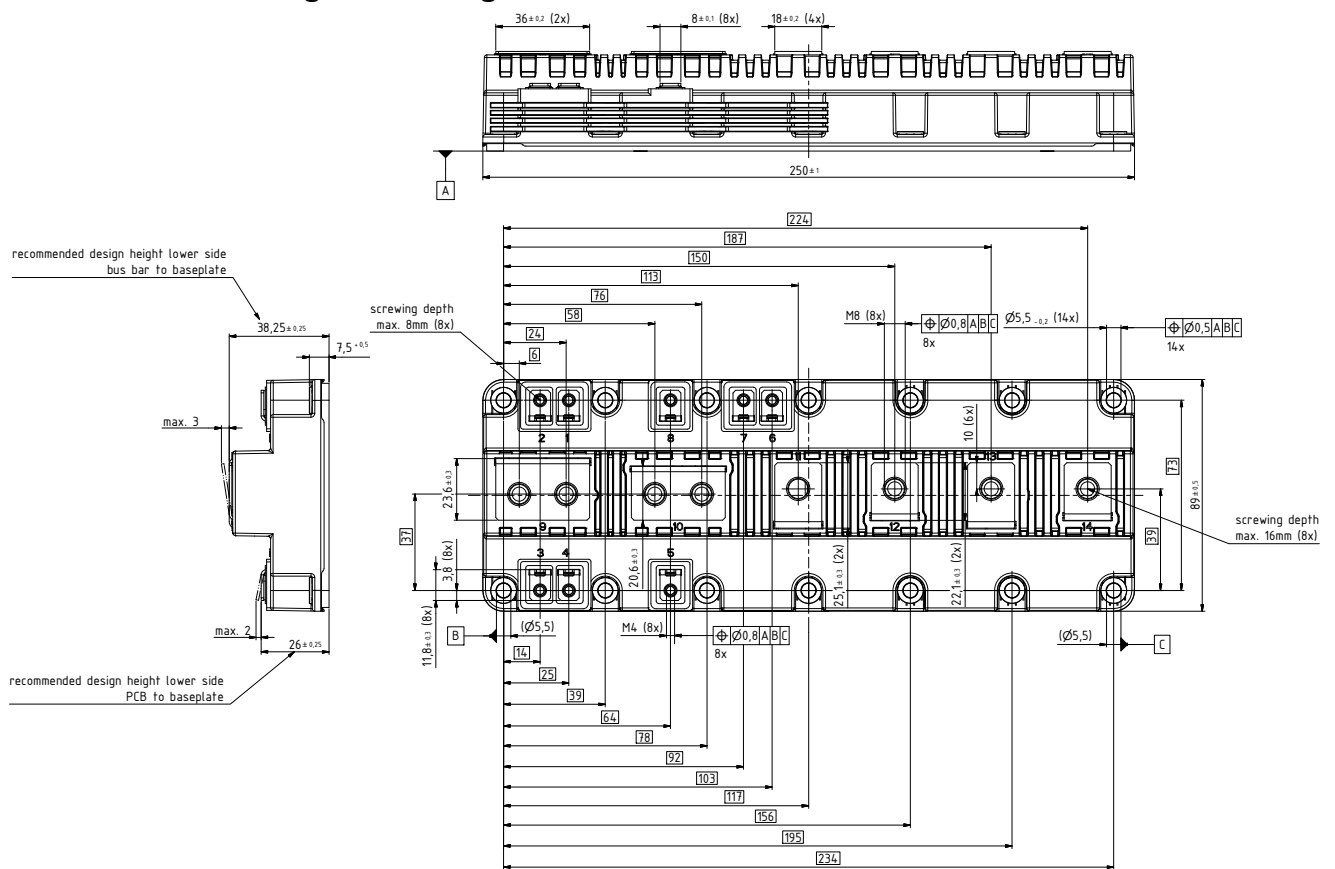 36±0,2 (2x)
8±0,1 (8x)
18±0,2 (4x)
A
250±1
224
187
150
113
76
58
24
6
recommended design height lower side
bus bar to baseplate
38,25±0,25
7,5 +0,5
max. 3
screwing depth
max. 8mm (8x)
M8 (8x)
⌖ Ø0,8 A B C
8x
Ø5,5 -0,2 (14x)
⌖ Ø0,5 A B C
14x
2 1 8 7 6
23,6±0,3
10 (6x)
13
9 10 12 14
73
89±0,5
39
screwing depth
max. 16mm (8x)
37
3,8 (8x)
11,8±0,3 (8x)
3 4 5
20,6±0,3
25,1±0,3 (2x)
22,1±0,3 (2x)
max. 2
26±0,25
recommended design height lower side
PCB to baseplate
B
(Ø5,5)
M4 (8x)
⌖ Ø0,8 A B C
8x
(Ø5,5)
C
14
25
39
64
78
92
103
117
156
195
234